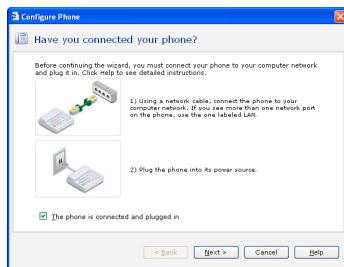 Configure Phone
Have you connected your phone?
Before continuing the wizard, you must connect your phone to your computer network
and plug it in. Click Help to see detailed instructions.
1) Using a network cable, connect the phone to your
computer network. If you see more than one network port
on the phone, use the one labeled LAN.
2) Plug the phone into its power source.
The phone is connected and plugged in
< Back
Next >
Cancel
Help